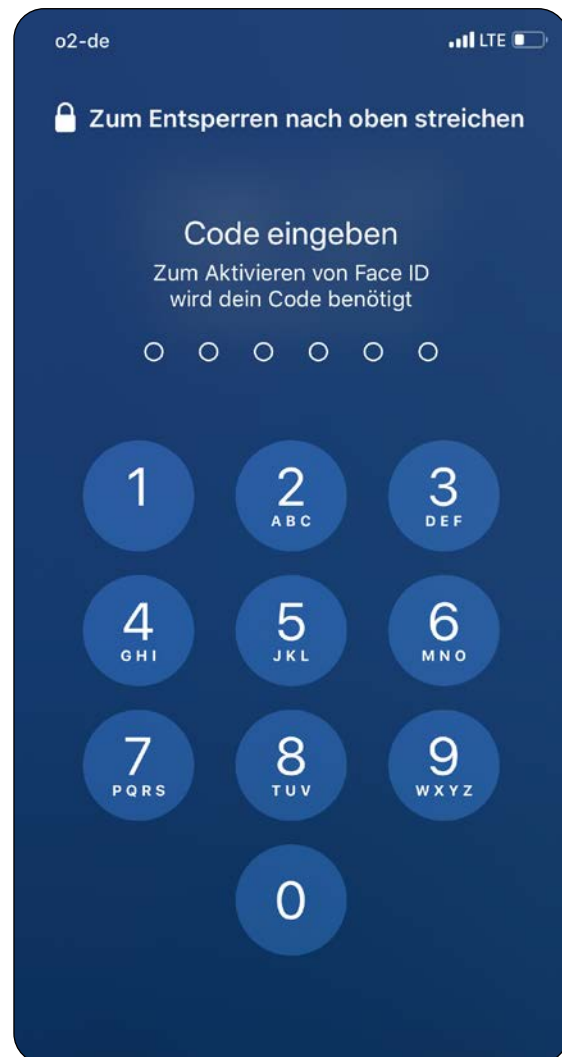 o2-de LTE
Zum Entsperren nach oben streichen
Code eingeben
Zum Aktivieren von Face ID
wird dein Code benötigt
1 2 3
ABC DEF
4 5 6
GHI JKL MNO
7 8 9
PQRS TUV WXYZ
0